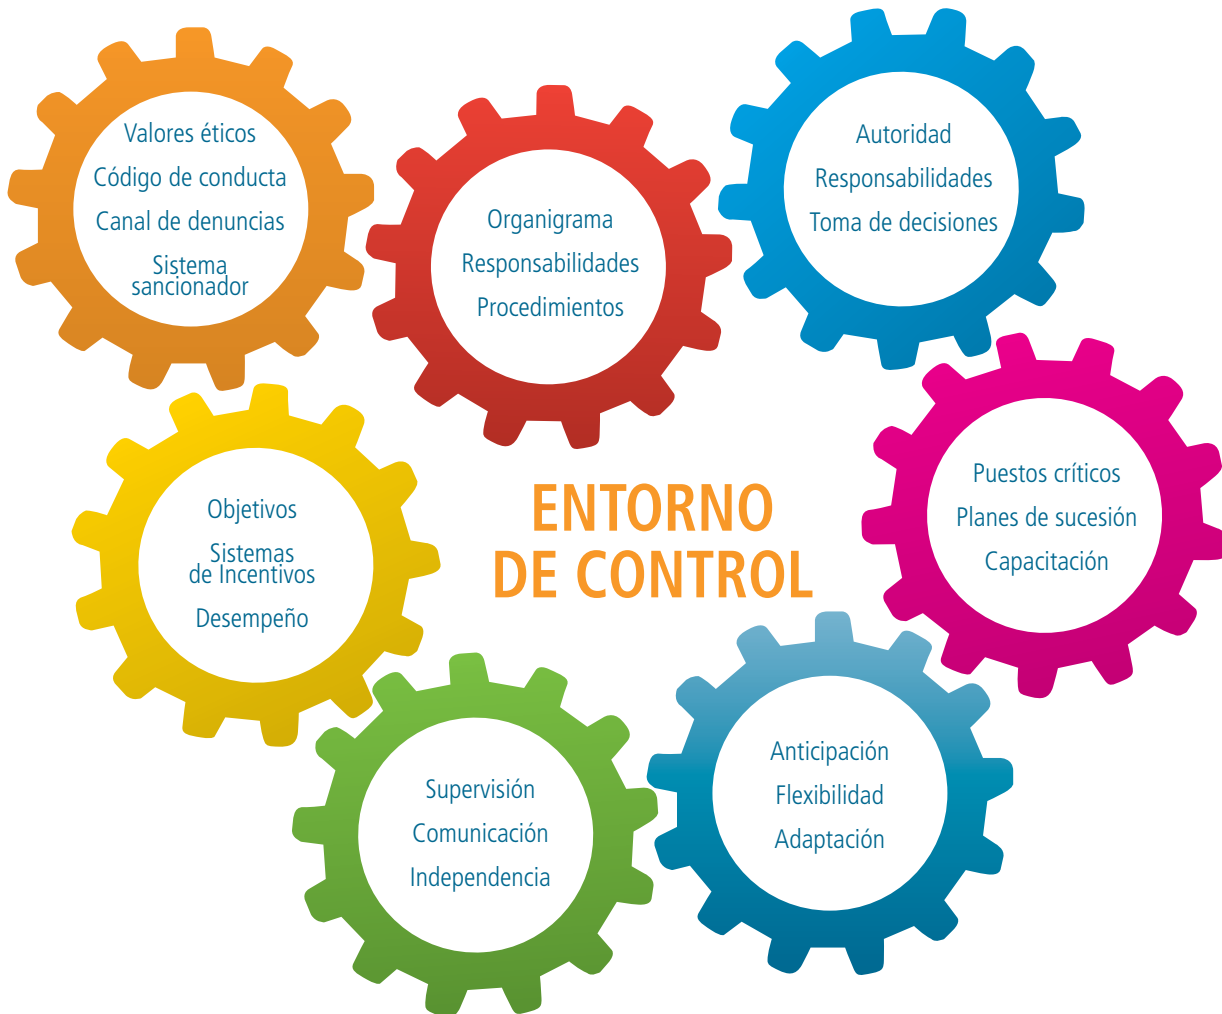 Valores éticos
Código de conducta
Canal de denuncias
Sistema
sancionador
Organigrama
Responsabilidades
Procedimientos
Autoridad
Responsabilidades
Toma de decisiones
Objetivos
Sistemas
de Incentivos
Desempeño
ENTORNO
DE CONTROL
Puestos críticos
Planes de sucesión
Capacitación
Supervisión
Comunicación
Independencia
Anticipación
Flexibilidad
Adaptación